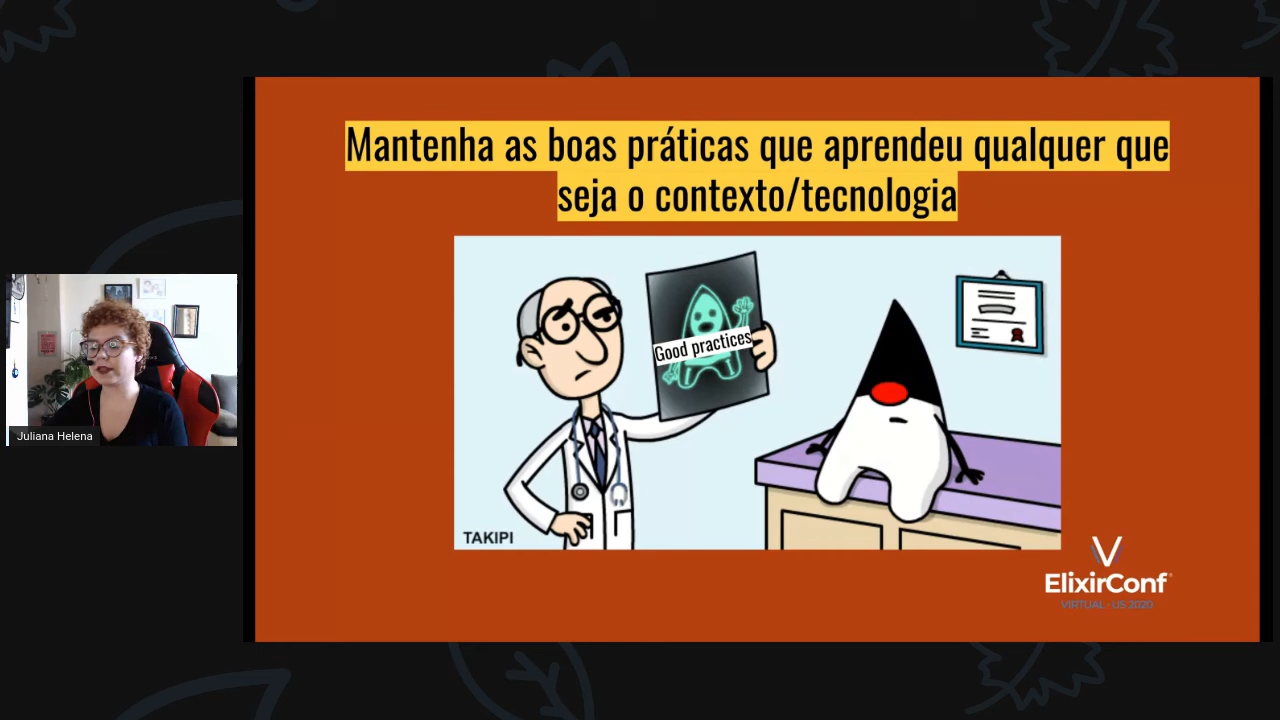 Mantenha as boas práticas que aprendeu qualquer que
seja o contexto/tecnologia
Good practices
TAKIPI
Juliana Helena
ElixirConf
VIRTUAL - US 2020